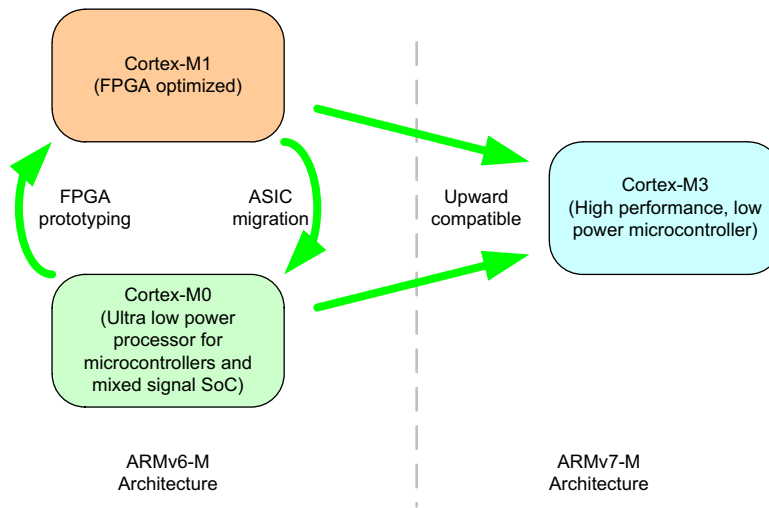 Cortex-M1
(FPGA optimized)
FPGA
prototyping
ASIC
migration
Upward
compatible
Cortex-M3
(High performance, low
power microcontroller)
Cortex-M0
(Ultra low power
processor for
microcontrollers and
mixed signal SoC)
ARMv6-M
Architecture
ARMv7-M
Architecture